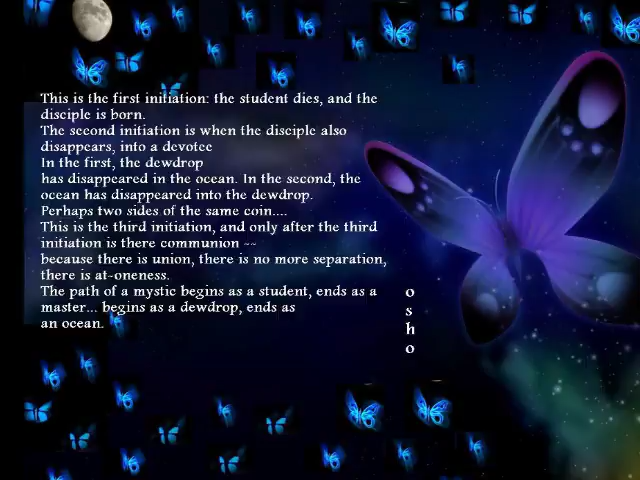 This is the first initiation: the student dies, and the
disciple is born.
The second initiation is when the disciple also
disappears, into a devotee
In the first, the dewdrop
has disappeared in the ocean. In the second, the
ocean has disappeared into the dewdrop.
Perhaps two sides of the same coin....
This is the third initiation, and only after the third
initiation is there communion ~~
because there is union, there is no more separation,
there is at-oneness.
The path of a mystic begins as a student, ends as a
master... begins as a dewdrop, ends as
an ocean.
o
s
h
o